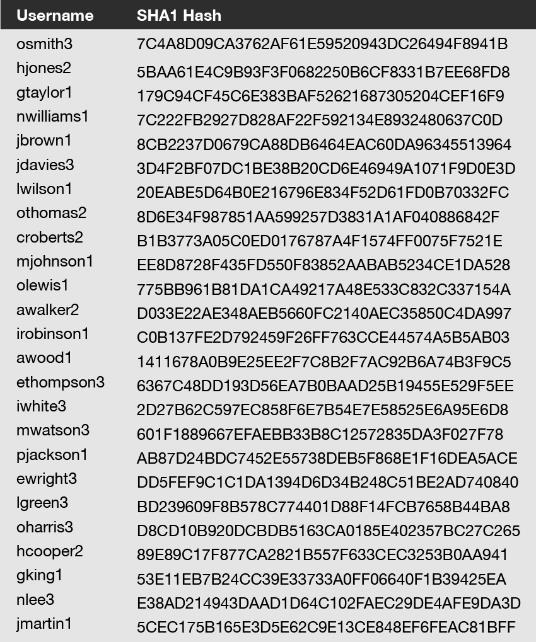 Username SHA1 Hash
osmith3 7C4A8D09CA3762AF61E59520943DC26494F8941B
hjones2 5BAA61E4C9B93F3F0682250B6CF8331B7EE68FD8
gtaylor1 179C94CF45C6E383BAF52621687305204CEF16F9
nwilliams1 7C222FB2927D828AF22F592134E8932480637C0D
jbrown1 8CB2237D0679CA88DB6464EAC60DA96345513964
jdavies3 3D4F2BF07DC1BE38B20CD6E46949A1071F9D0E3D
lwilson1 20EABE5D64B0E216796E834F52D61FD0B70332FC
othomas2 8D6E34F987851AA599257D3831A1AF040886842F
croberts2 B1B3773A05C0ED0176787A4F1574FF0075F7521E
mjohnson1 EE8D8728F435FD550F83852AABAB5234CE1DA528
olewis1 775BB961B81DA1CA49217A48E533C832C337154A
awalker2 D033E22AE348AEB5660FC2140AEC35850C4DA997
irobinson1 C0B137FE2D792459F26FF763CCE44574A5B5AB03
awood1 1411678A0B9E25EE2F7C8B2F7AC92B6A74B3F9C5
ethompson3 6367C48DD193D56EA7B0BAAD25B19455E529F5EE
iwhite3 2D27B62C597EC858F6E7B54E7E58525E6A95E6D8
mwatson3 601F1889667EFAEBB33B8C12572835DA3F027F78
pjackson1 AB87D24BDC7452E55738DEB5F868E1F16DEA5ACE
ewright3 DD5FEF9C1C1DA1394D6D34B248C51BE2AD740840
lgreen3 BD239609F8B578C774401D88F14FCB7658B44BA8
oharris3 D8CD10B920DCBDB5163CA0185E402357BC27C265
hcooper2 89E89C17F877CA2821B557F633CEC3253B0AA941
gking1 53E11EB7B24CC39E33733A0FF06640F1B39425EA
nlee3 E38AD214943DAAD1D64C102FAEC29DE4AFE9DA3D
jmartin1 5CEC175B165E3D5E62C9E13CE848EF6FEAC81BFF